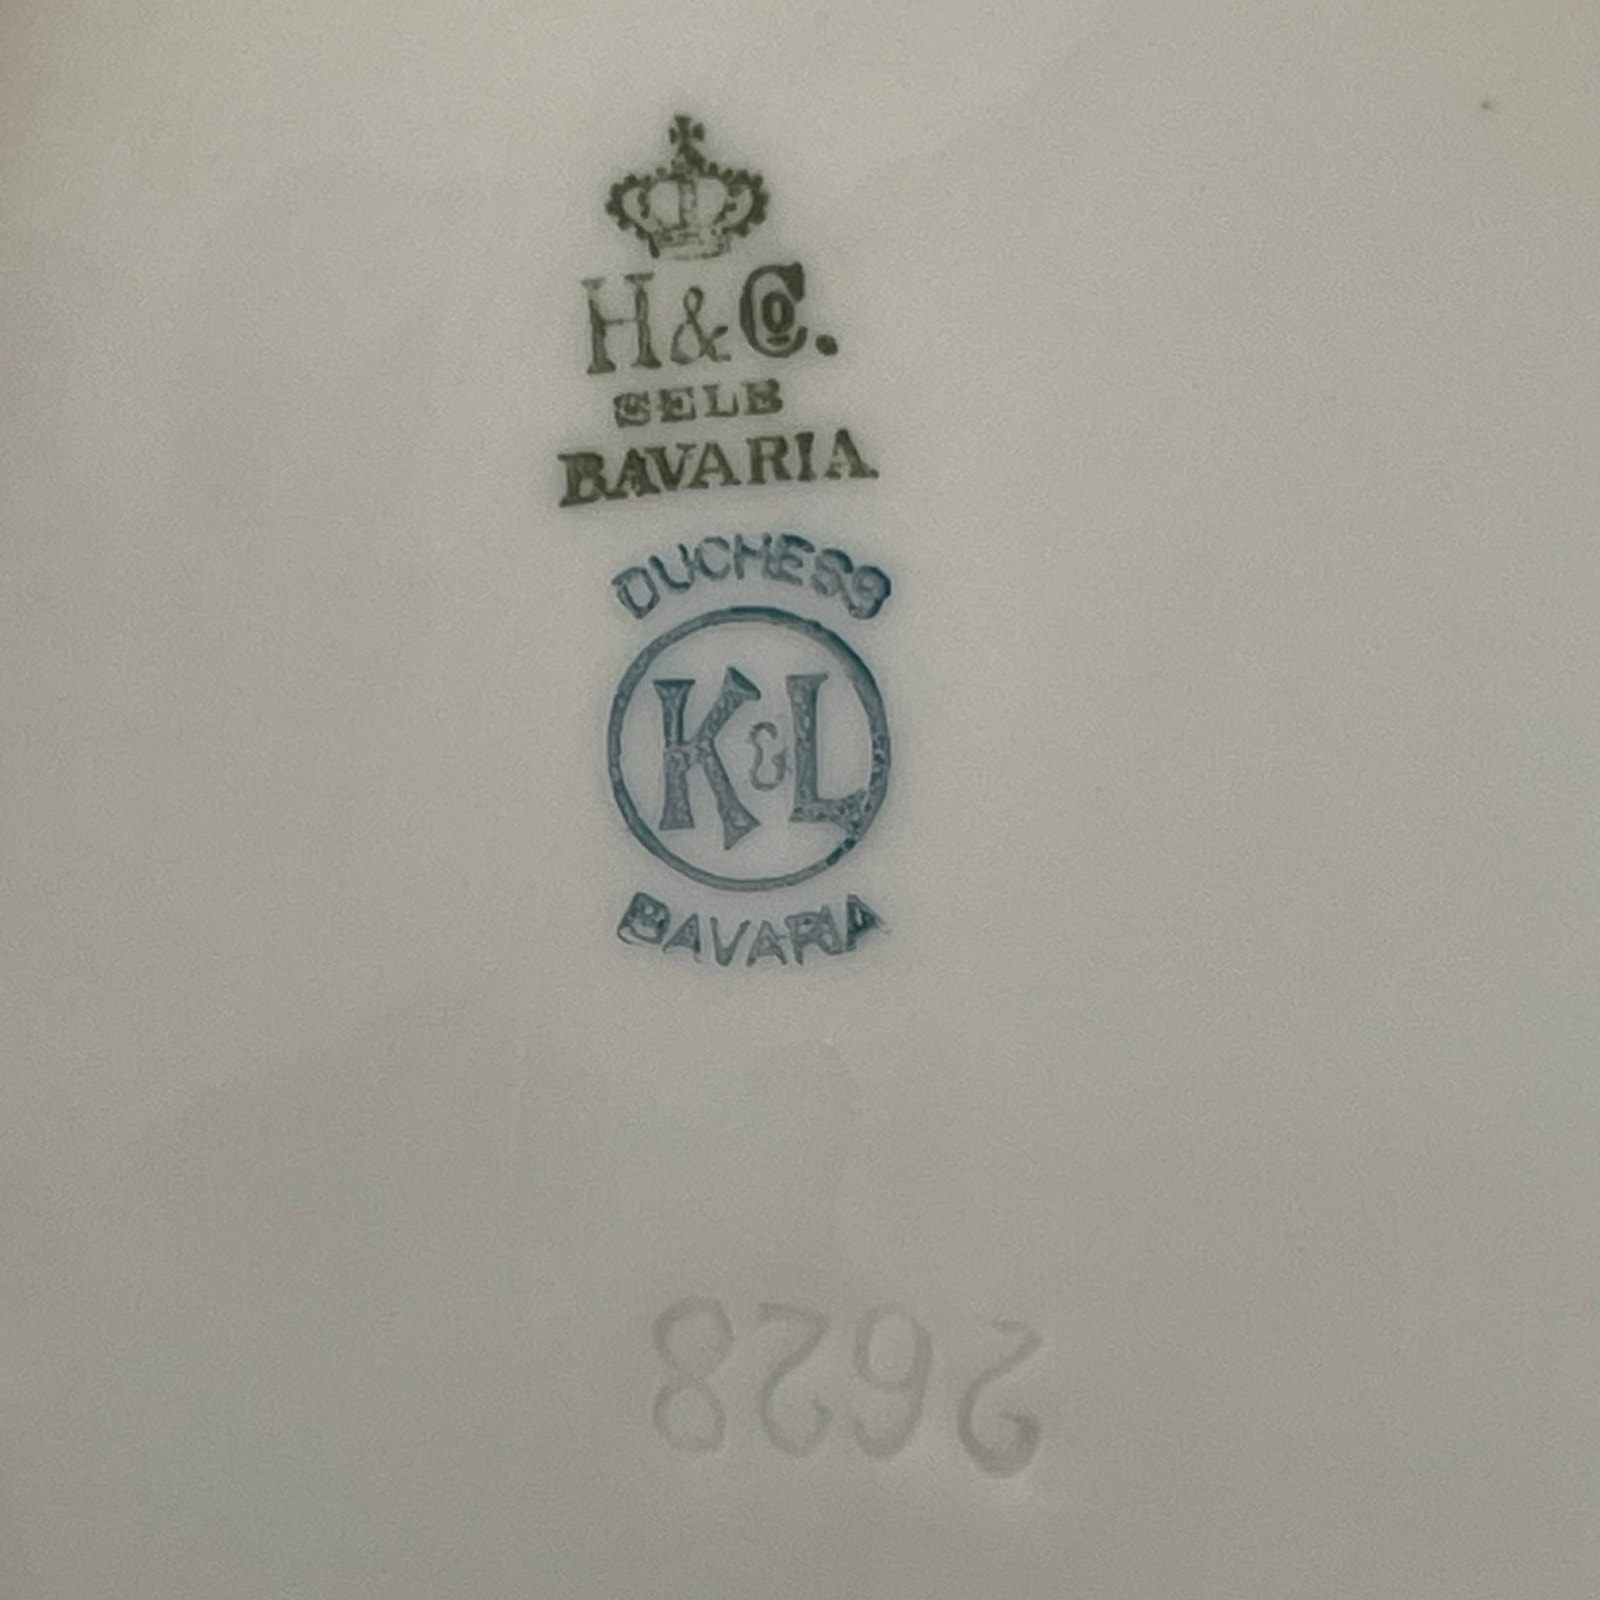 H & Co.
SELB
BAVARIA.
DUCHESS
K & L
BAVARIA
2628